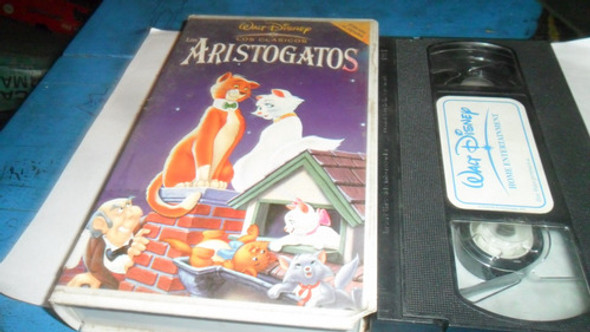 WALT DISNEY
LOS CLÁSICOS
Los
ARISTOGATOS
WALT DISNEY
HOME ENTERTAINMENT